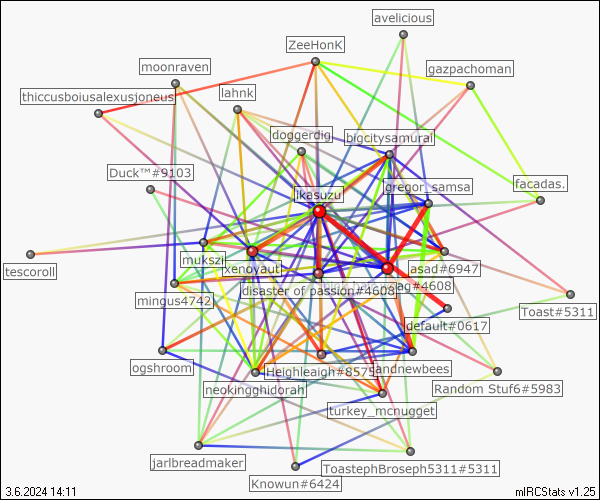 avelicious
ZeeHonK
moonraven
gazpachoman
thiccusboiusalexusjoneus
lahnk
doggerdig
bigcitysamurai
Duck™#9103
ikasuzu
gregor_samsa
facadas.
mukszi
xenoyaut
asad#6947
tescoroll
disaster of passion#4608
ag#4608
mingus4742
Toast#5311
default#0617
ogshroom
Heighleigh#8575
andnewbees
neokingghidorah
Random Stuf6#5983
turkey_mcnugget
jarlbreadmaker
ToastephBroseph5311#5311
Knowun#6424
3.6.2024 14:11
mIRCStats v1.25